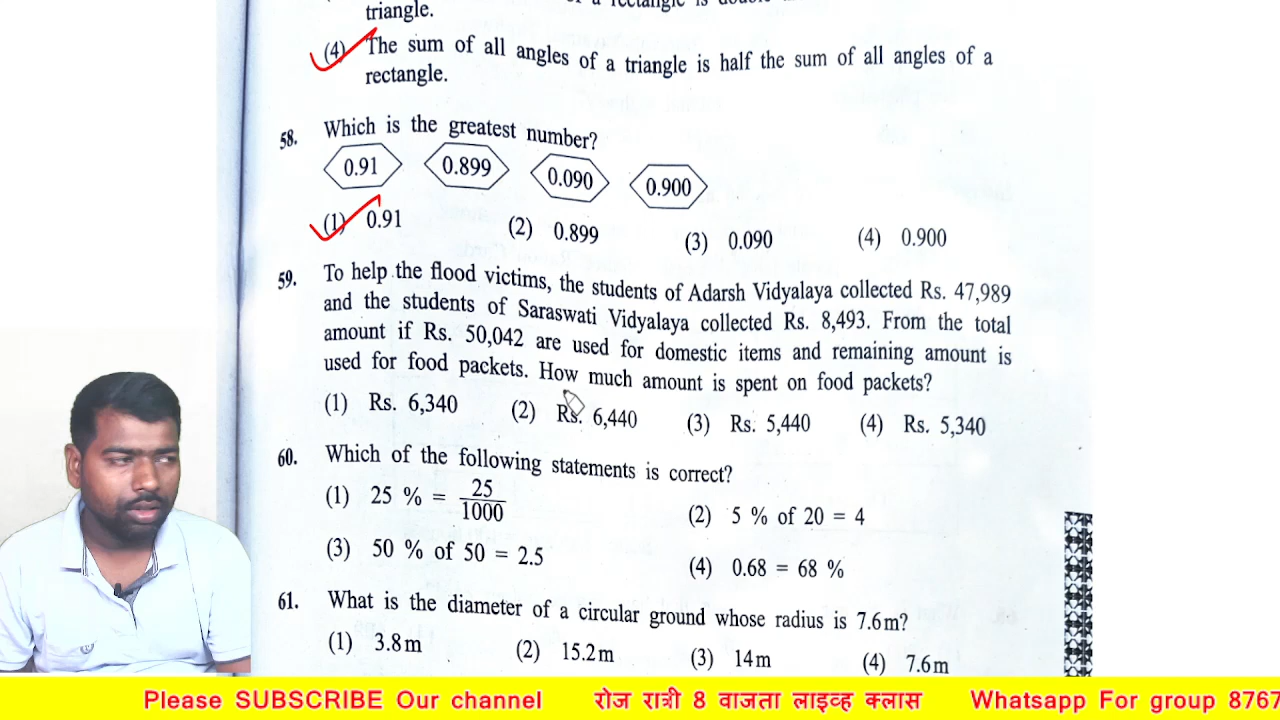 of a rectangle is double
triangle.
(4) The sum of all angles of a triangle is half the sum of all angles of a
rectangle.
58. Which is the greatest number?
0.91 0.899 0.090 0.900
(1) 0.91 (2) 0.899 (3) 0.090 (4) 0.900
59. To help the flood victims, the students of Adarsh Vidyalaya collected Rs. 47,989
and the students of Saraswati Vidyalaya collected Rs. 8,493. From the total
amount if Rs. 50,042 are used for domestic items and remaining amount is
used for food packets. How much amount is spent on food packets?
(1) Rs. 6,340 (2) Rs. 6,440 (3) Rs. 5,440 (4) Rs. 5,340
60. Which of the following statements is correct?
(1) 25 % = 25/1000 (2) 5 % of 20 = 4
(3) 50 % of 50 = 2.5 (4) 0.68 = 68 %
61. What is the diameter of a circular ground whose radius is 7.6m?
(1) 3.8m (2) 15.2m (3) 14m (4) 7.6m
Please SUBSCRIBE Our channel रोज रात्री 8 वाजता लाइव्ह क्लास Whatsapp For group 8767